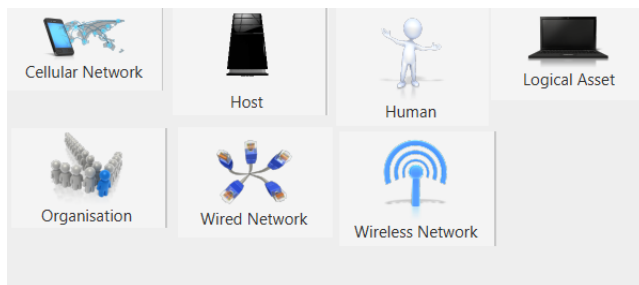 Cellular Network
Host
Human
Logical Asset
Organisation
Wired Network
Wireless Network